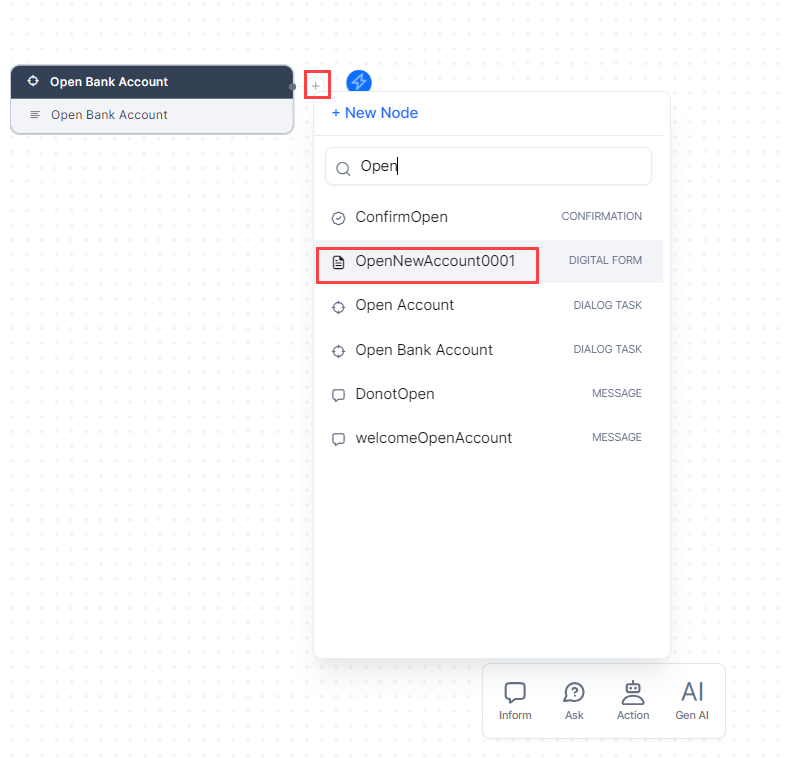 Open Bank Account
Open Bank Account
+ New Node
Open
ConfirmOpen CONFIRMATION
OpenNewAccount0001 DIGITAL FORM
Open Account DIALOG TASK
Open Bank Account DIALOG TASK
DonotOpen MESSAGE
welcomeOpenAccount MESSAGE
AI
Inform Ask Action Gen AI